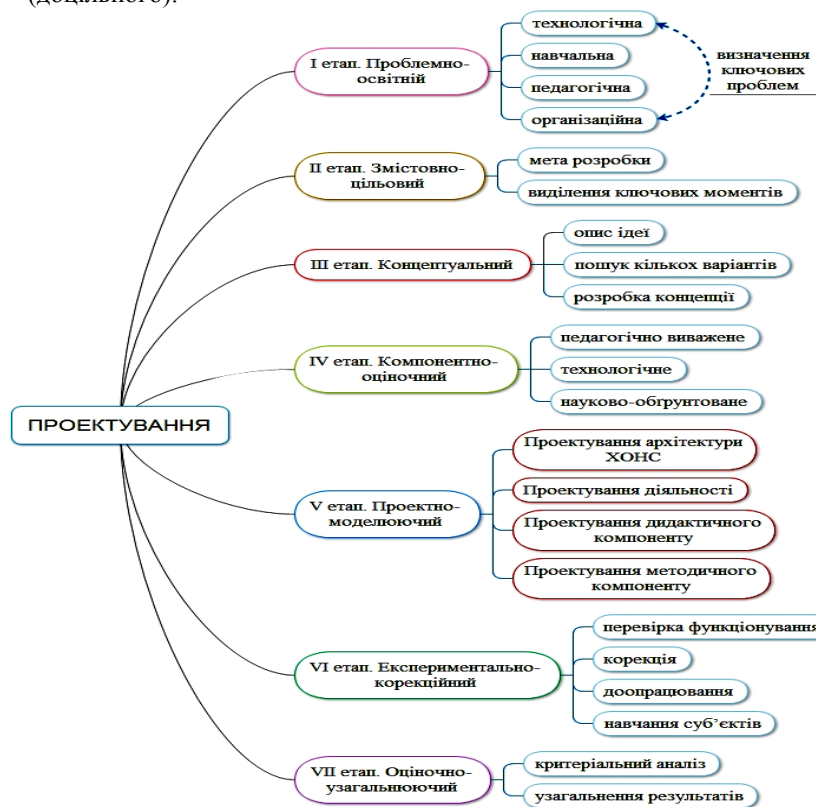 (доцільного).
технологічна
І етап. Проблемно-
освітній
навчальна
педагогічна
організаційна
визначення
ключових
проблем
ІІ етап. Змістовно-
цільовий
мета розробки
виділення ключових моментів
ІІІ етап. Концептуальний
опис ідеї
пошук кількох варіантів
розробка концепції
IV етап. Компонентно-
оціночний
педагогічно виважене
технологічне
науково-обґрунтоване
ПРОЕКТУВАННЯ
V етап. Проектно-
моделюючий
Проектування архітектури
ХОНС
Проектування діяльності
Проектування дидактичного
компоненту
Проектування методичного
компоненту
VI етап. Експериментально-
корекційний
перевірка функціонування
корекція
доопрацювання
навчання суб’єктів
VII етап. Оціночно-
узагальнюючий
критеріальний аналіз
узагальнення результатів